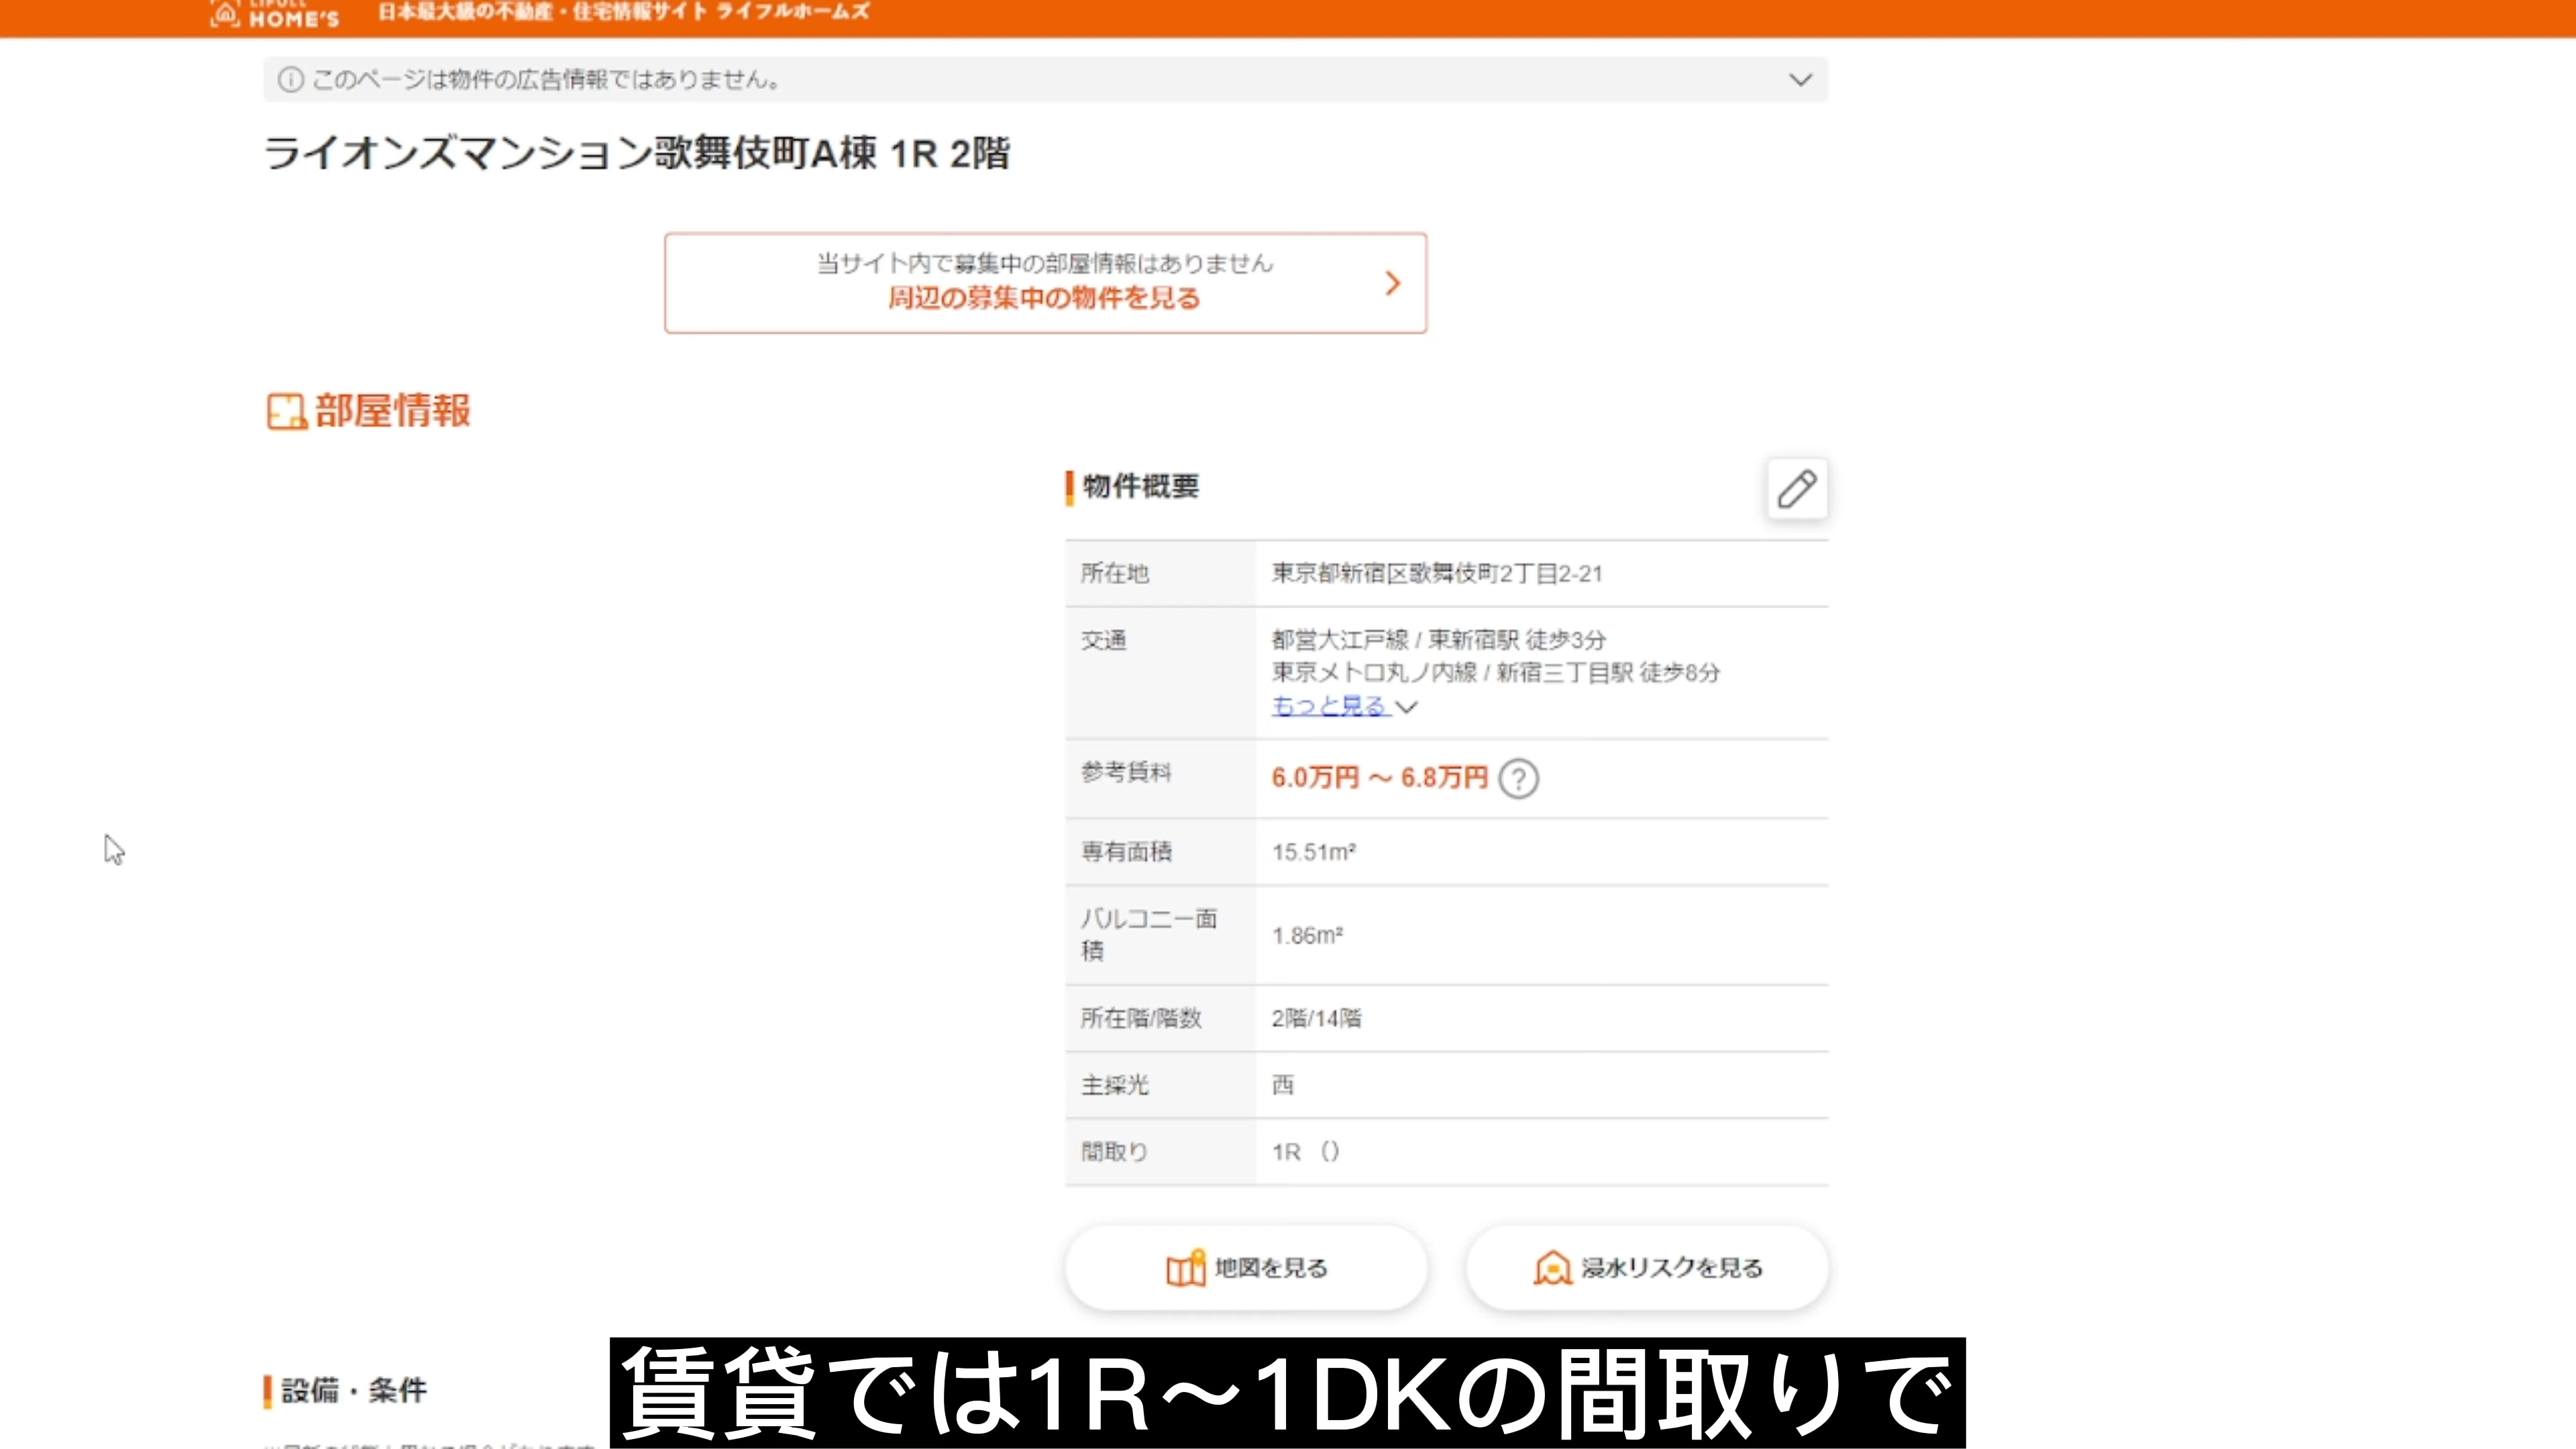 LIFULL
HOME'S
日本最大級の不動産・住宅情報サイト ライフルホームズ
このページは物件の広告情報ではありません。
ライオンズマンション歌舞伎町A棟 1R 2階
当サイト内で募集中の部屋情報はありません
周辺の募集中の物件を見る
部屋情報
物件概要
所在地 東京都新宿区歌舞伎町2丁目2-21
交通 都営大江戸線 / 東新宿駅 徒歩3分
東京メトロ丸ノ内線 / 新宿三丁目駅 徒歩8分
もっと見る
参考賃料 6.0万円 ～ 6.8万円 ?
専有面積 15.51m²
バルコニー面
積 1.86m²
所在階/階数 2階/14階
主採光 西
間取り 1R （）
地図を見る 浸水リスクを見る
設備・条件
賃貸では1R～1DKの間取りで